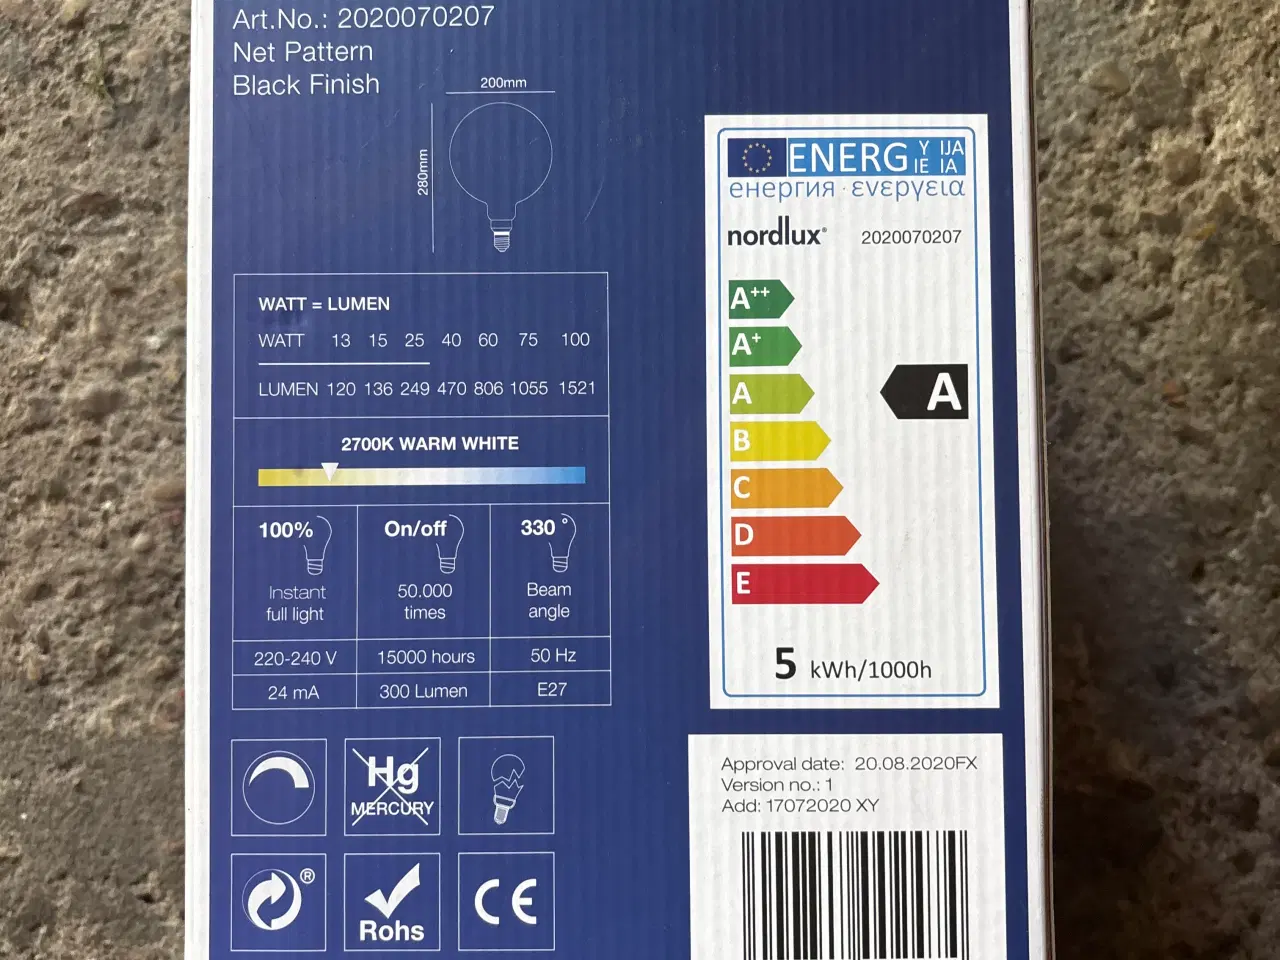 Art.No.: 2020070207
Net Pattern
Black Finish
200mm
280mm
WATT = LUMEN
WATT 13 15 25 40 60 75 100
LUMEN 120 136 249 470 806 1055 1521
2700K WARM WHITE
100% On/off 330°
Instant
full light
50.000
times
Beam
angle
220-240 V 15000 hours 50 Hz
24 mA 300 Lumen E27
Hg
MERCURY
®
Rohs
CE
ENERG Y IJA
IE IA
енергия · ενεργεια
nordlux® 2020070207
A++
A+
A
B
C
D
E
A
5 kWh/1000h
Approval date: 20.08.2020FX
Version no.: 1
Add: 17072020 XY